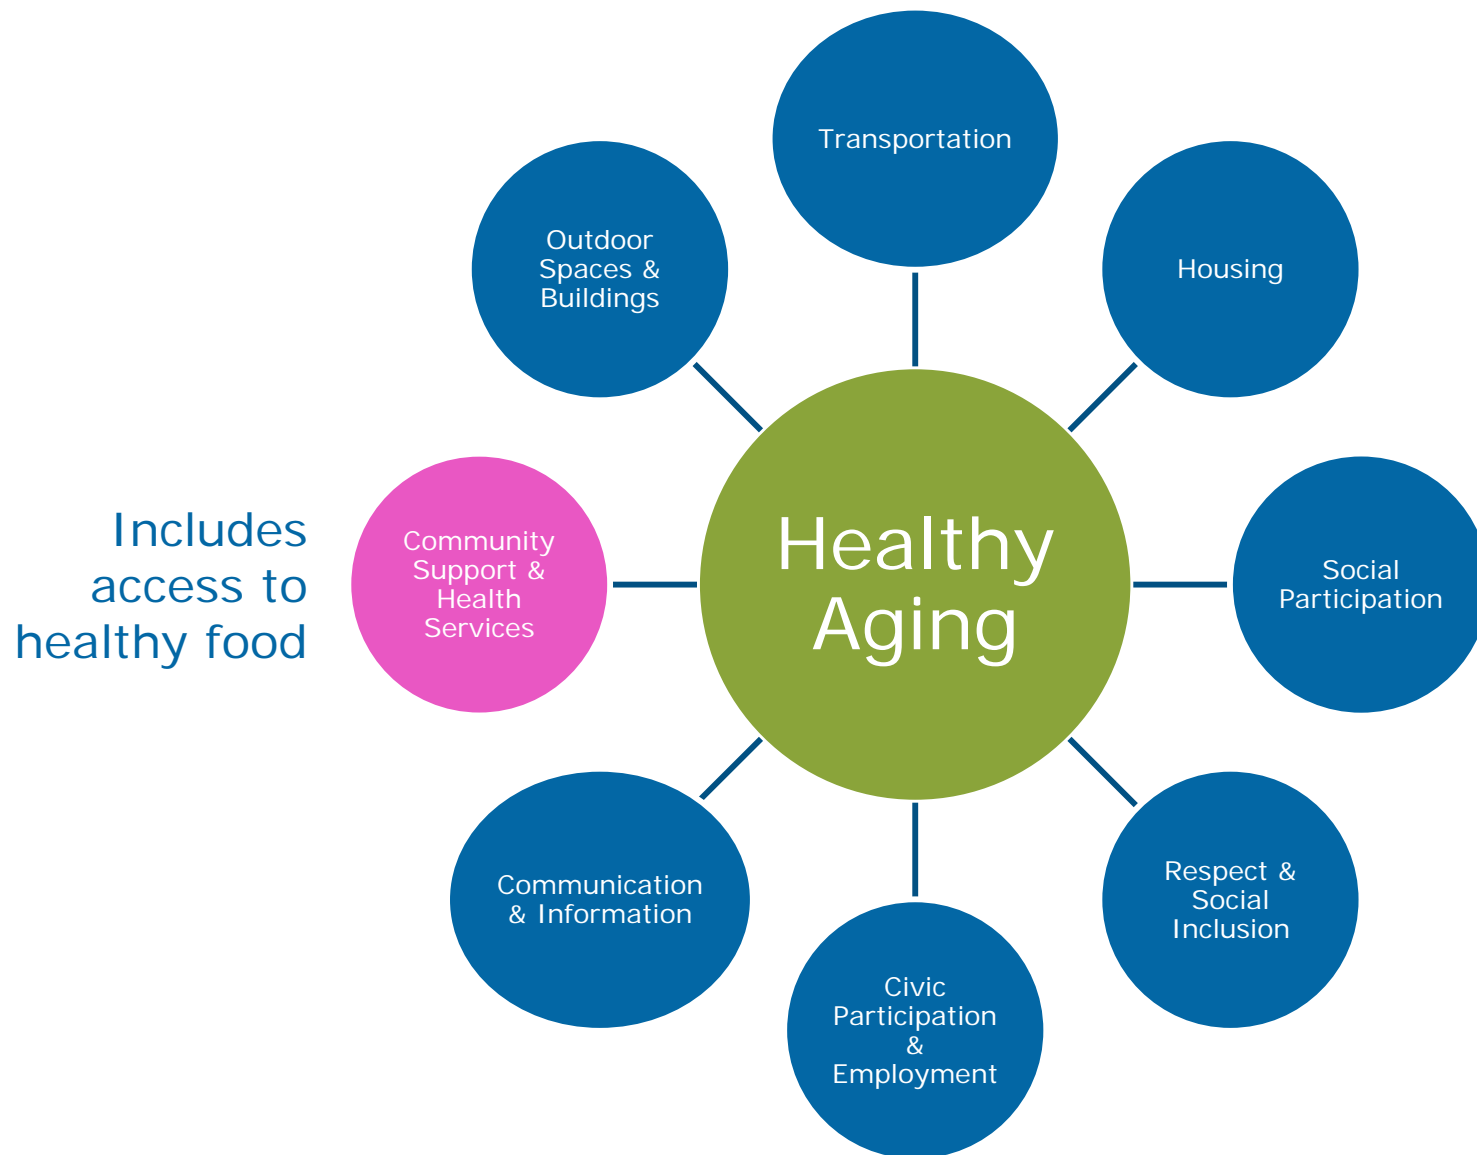 Transportation
Outdoor
Spaces &
Buildings
Housing
Includes
access to
healthy food
Community
Support &
Health
Services
Healthy
Aging
Social
Participation
Communication
& Information
Respect &
Social
Inclusion
Civic
Participation
&
Employment